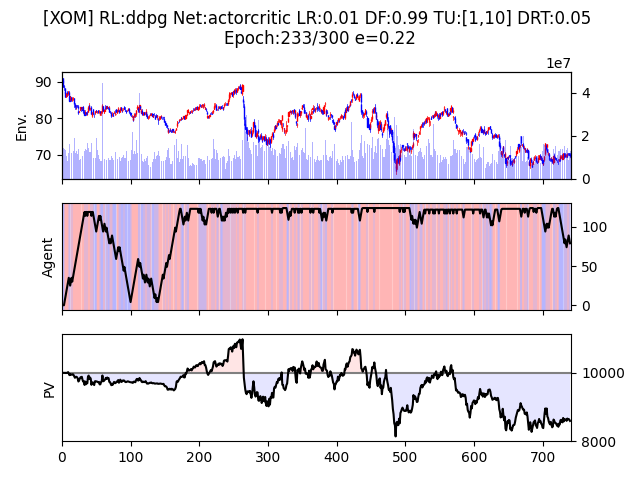 [XOM] RL:ddpg Net:actorcritic LR:0.01 DF:0.99 TU:[1,10] DRT:0.05
Epoch:233/300 e=0.22
1e7
90
80
70
Env.
4
2
0
Agent
100
50
0
PV
10000
8000
0 100 200 300 400 500 600 700